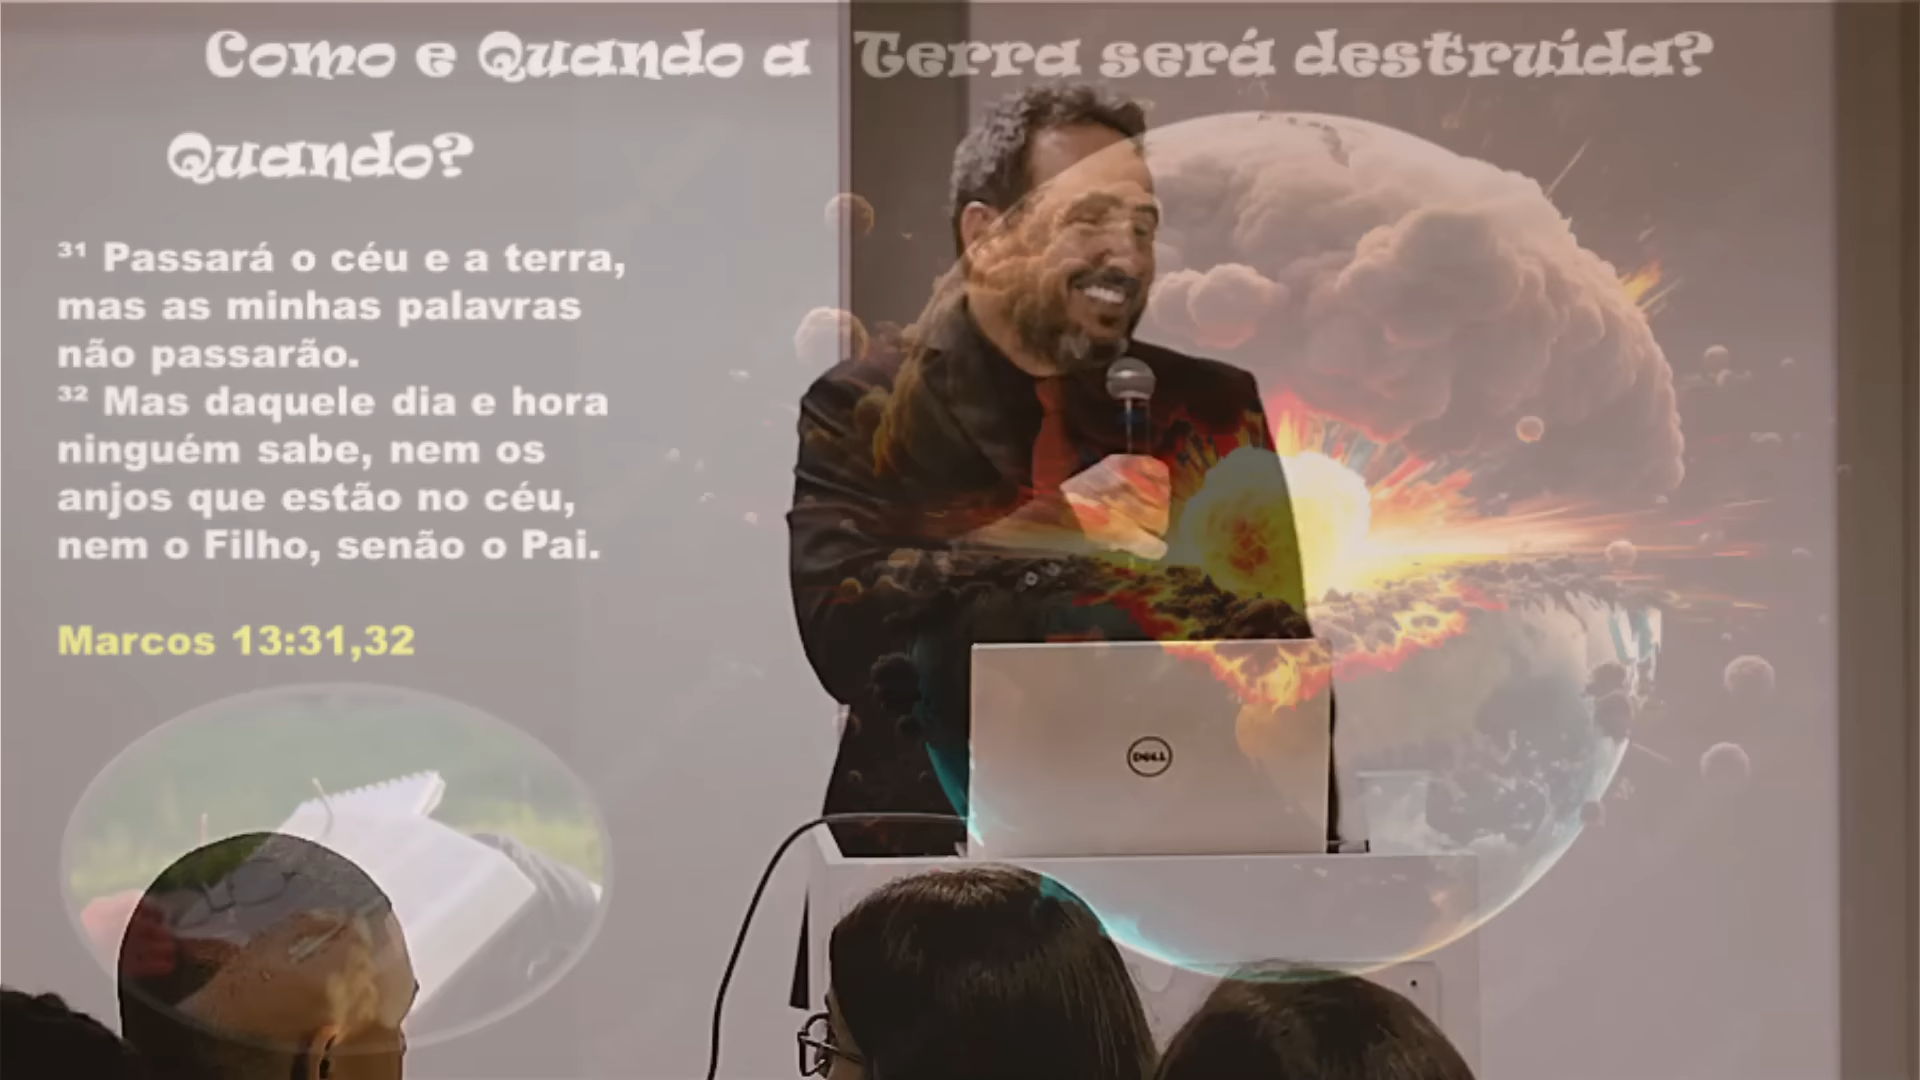 Como e Quando a Terra será destruída?
Quando?
³¹ Passará o céu e a terra,
mas as minhas palavras
não passarão.
³² Mas daquele dia e hora
ninguém sabe, nem os
anjos que estão no céu,
nem o Filho, senão o Pai.
Marcos 13:31,32
DELL